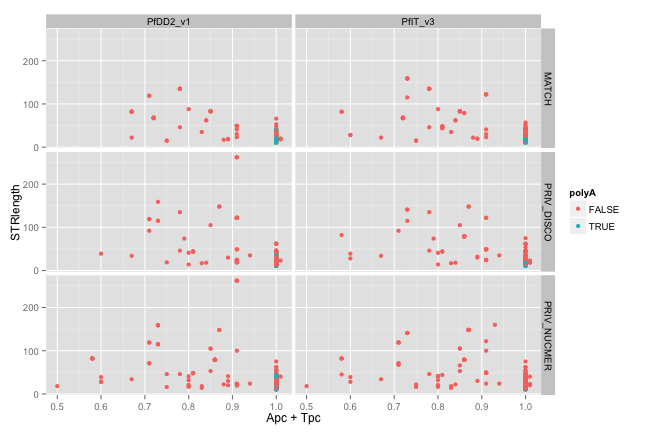 PfDD2_v1 PfIT_v3
200
100
0
MATCH
200
100
0
PRIV_DISCO
200
100
0
PRIV_NUCMER
STRlength
0.5 0.6 0.7 0.8 0.9 1.0 0.5 0.6 0.7 0.8 0.9 1.0
Apc + Tpc
polyA
FALSE
TRUE